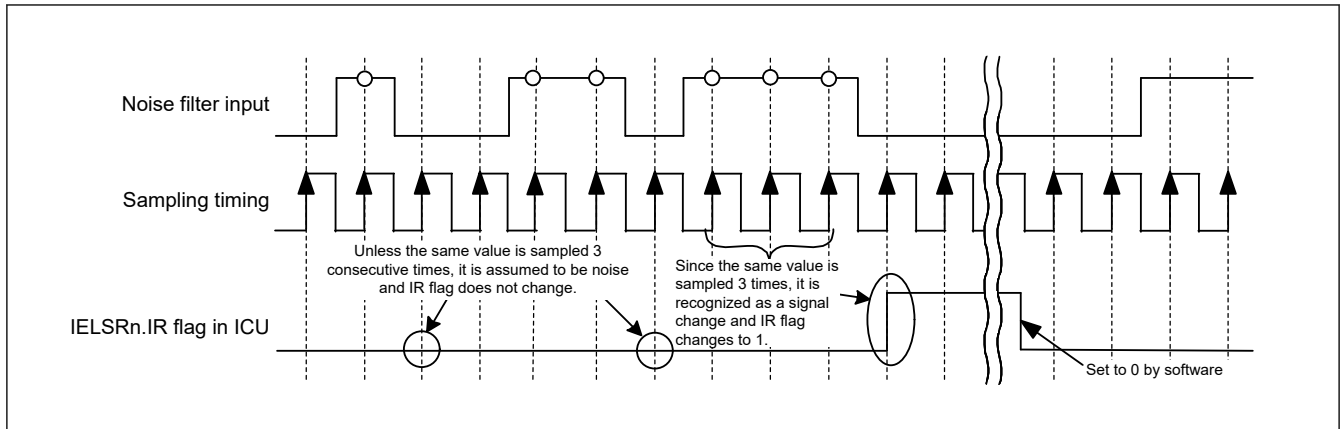 Noise filter input
Sampling timing
Unless the same value is sampled 3
consecutive times, it is assumed to be noise
and IR flag does not change.
Since the same value is
sampled 3 times, it is
recognized as a signal
change and IR flag
changes to 1.
IELSRn.IR flag in ICU
Set to 0 by software